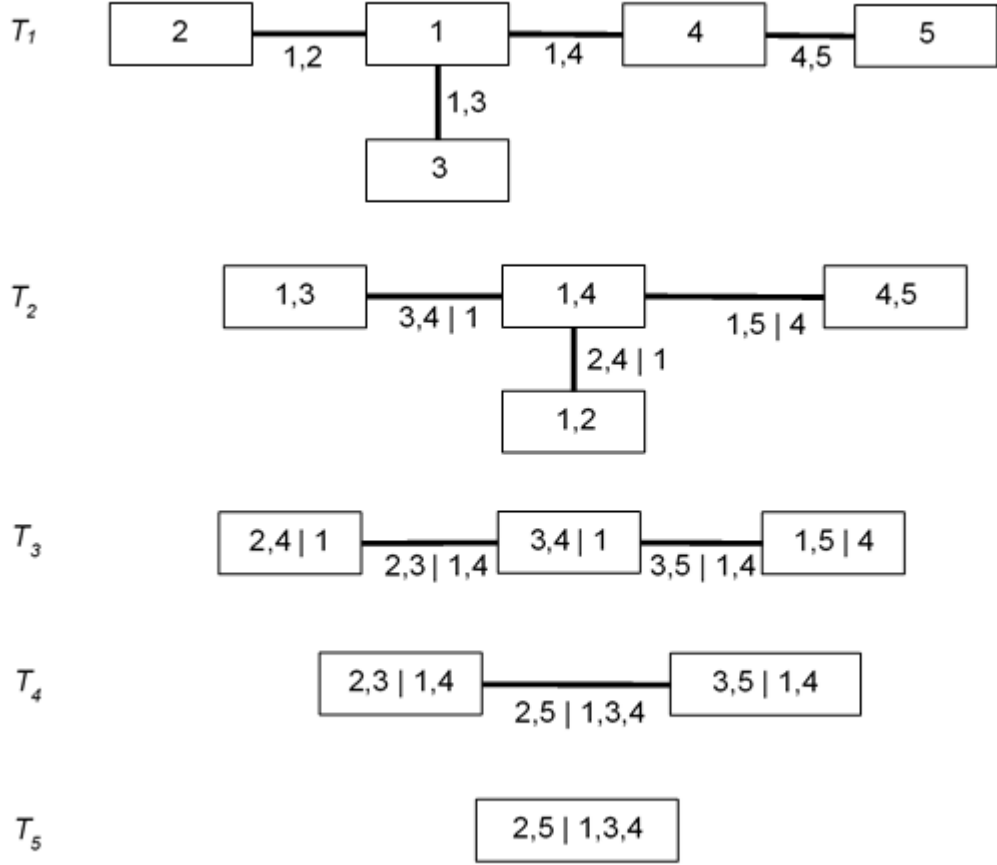 T1 2 1 4 5
1,2 1,4 4,5
1,3
3
T2 1,3 1,4 4,5
3,4 | 1 1,5 | 4
2,4 | 1
1,2
T3 2,4 | 1 3,4 | 1 1,5 | 4
2,3 | 1,4 3,5 | 1,4
T4 2,3 | 1,4 3,5 | 1,4
2,5 | 1,3,4
T5 2,5 | 1,3,4